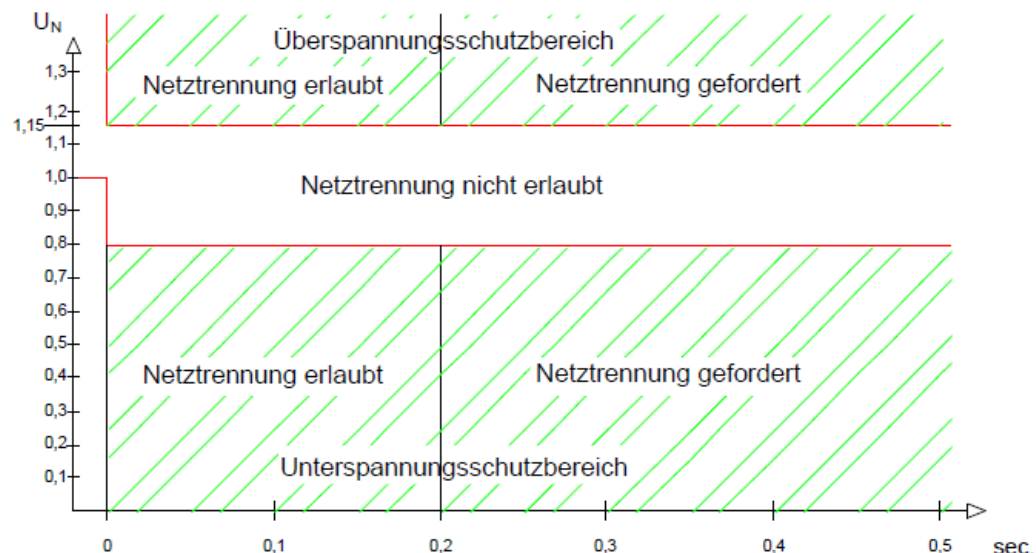 U_N
Überspannungsschutzbereich
1,3
Netztrennung erlaubt
Netztrennung gefordert
1,2
1,15
1,1
1,0
Netztrennung nicht erlaubt
0,9
0,8
0,7
0,6
0,5
0,4
Netztrennung erlaubt
Netztrennung gefordert
0,3
0,2
Unterspannungsschutzbereich
0,1
0
0,1
0,2
0,3
0,4
0,5
sec